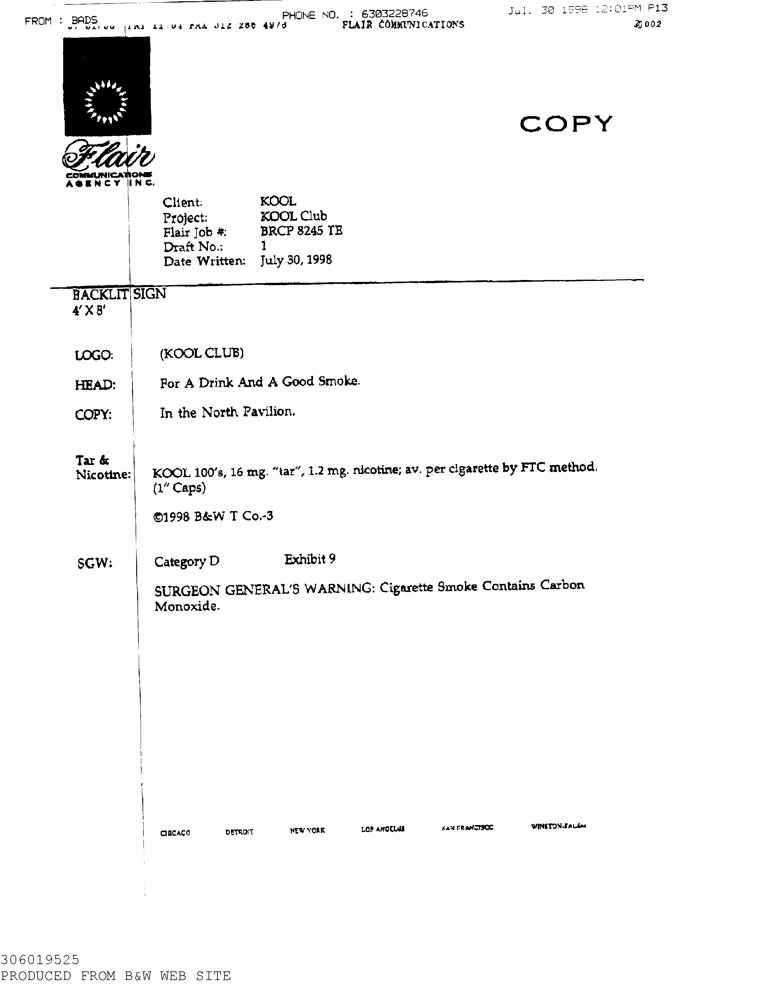 FROM : BADS PHONE NO. : 6303228746 Jul. 30 1998 12:01PM P13
11:04 FAX 312 266 4978 FLAIR COMMUNICATIONS 002
COPY
Flair
COMMUNICATIONS
AGENCY INC.
Client: KOOL
Project: KOOL Club
Flair Job #: BRCP 8245 TE
Draft No.: 1
Date Written: July 30, 1998
BACKLIT SIGN
4' X 8'
LOGO: (KOOL CLUB)
HEAD: For A Drink And A Good Smoke.
COPY: In the North Pavilion.
Tar &
Nicotine: KOOL 100's, 16 mg. "tar", 1.2 mg. nicotine; av. per cigarette by FTC method.
(1" Caps)
©1998 B&W T Co.-3
SGW: Category D Exhibit 9
SURGEON GENERAL'S WARNING: Cigarette Smoke Contains Carbon
Monoxide.
CHICAGO DETROIT NEW YORK LOS ANGELES SAN FRANCISCO WINSTON-SALEM
306019525
PRODUCED FROM B&W WEB SITE